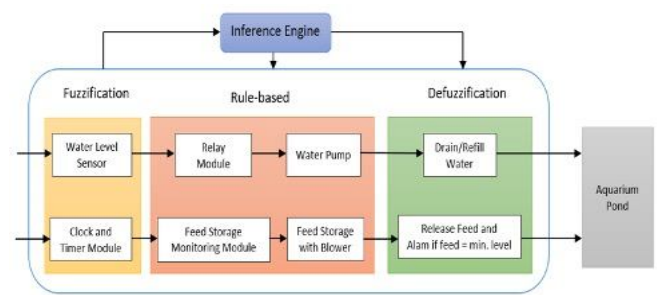 Inference Engine
Fuzzification
Rule-based
Defuzzification
Water Level
Sensor
Relay
Module
Water Pump
Drain/Refill
Water
Aquarium
Pond
Clock and
Timer Module
Feed Storage
Monitoring Module
Feed Storage
with Blower
Release Feed and
Alam if feed = min. level